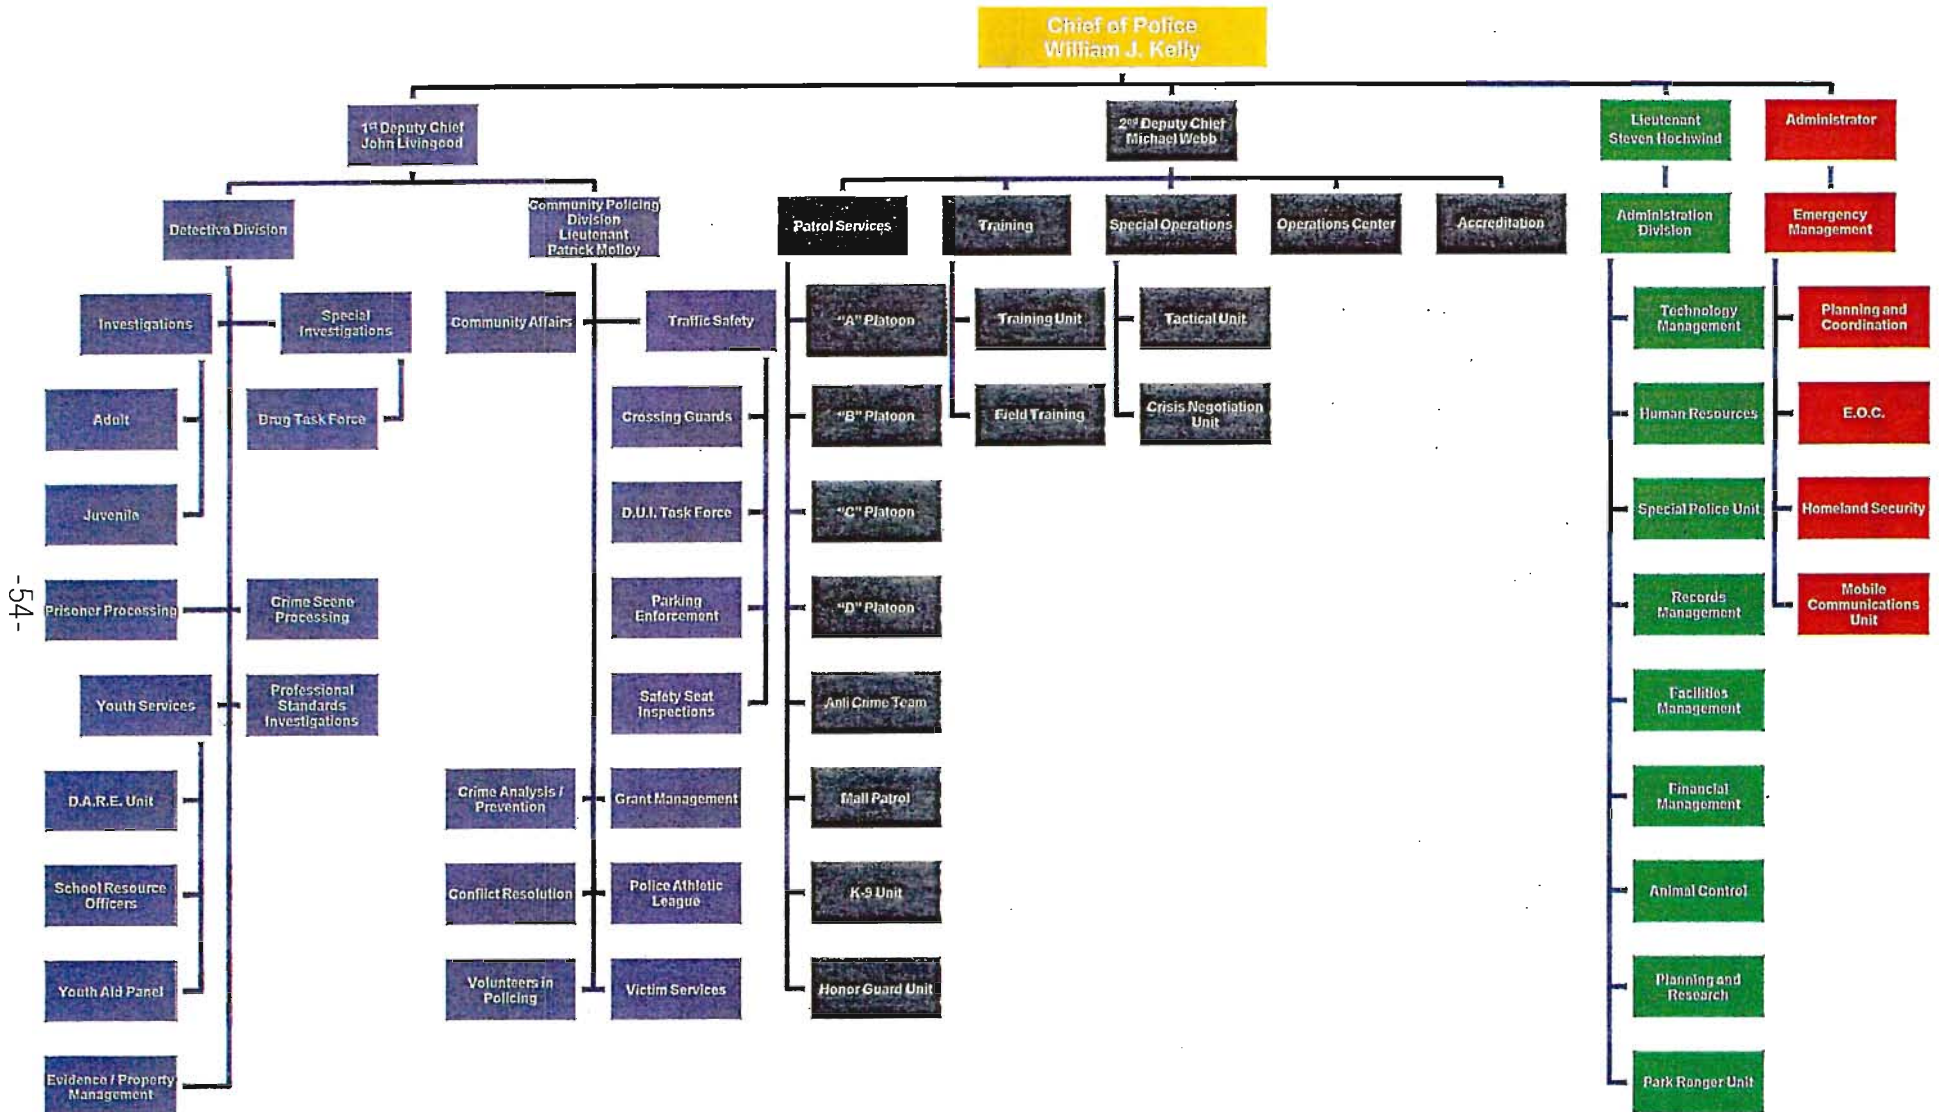 Chief of Police
William J. Kelly
1st Deputy Chief
John Livingood
2nd Deputy Chief
Michael Webb
Lieutenant
Steven Hochwind
Administrator
Detective Division
Community Policing
Division
Lieutenant
Patrick Molloy
Patrol Services
Training
Special Operations
Operations Center
Accreditation
Administration
Division
Emergency
Management
Investigations
Special
Investigations
Community Affairs
Traffic Safety
"A" Platoon
Training Unit
Tactical Unit
Technology
Management
Planning and
Coordination
Adult
Drug Task Force
Crossing Guards
"B" Platoon
Field Training
Crisis Negotiation
Unit
Human Resources
E.O.C.
Juvenile
D.U.I. Task Force
"C" Platoon
Special Police Unit
Homeland Security
Prisoner Processing
Crime Scene
Processing
Parking
Enforcement
"D" Platoon
Records
Management
Mobile
Communications
Unit
Youth Services
Professional
Standards
Investigations
Safety Seat
Inspections
Anti Crime Team
Facilities
Management
D.A.R.E. Unit
Crime Analysis /
Prevention
Grant Management
Mall Patrol
Financial
Management
School Resource
Officers
Conflict Resolution
Police Athletic
League
K-9 Unit
Animal Control
Youth Aid Panel
Volunteers in
Policing
Victim Services
Honor Guard Unit
Planning and
Research
Evidence / Property
Management
Park Ranger Unit
-54-